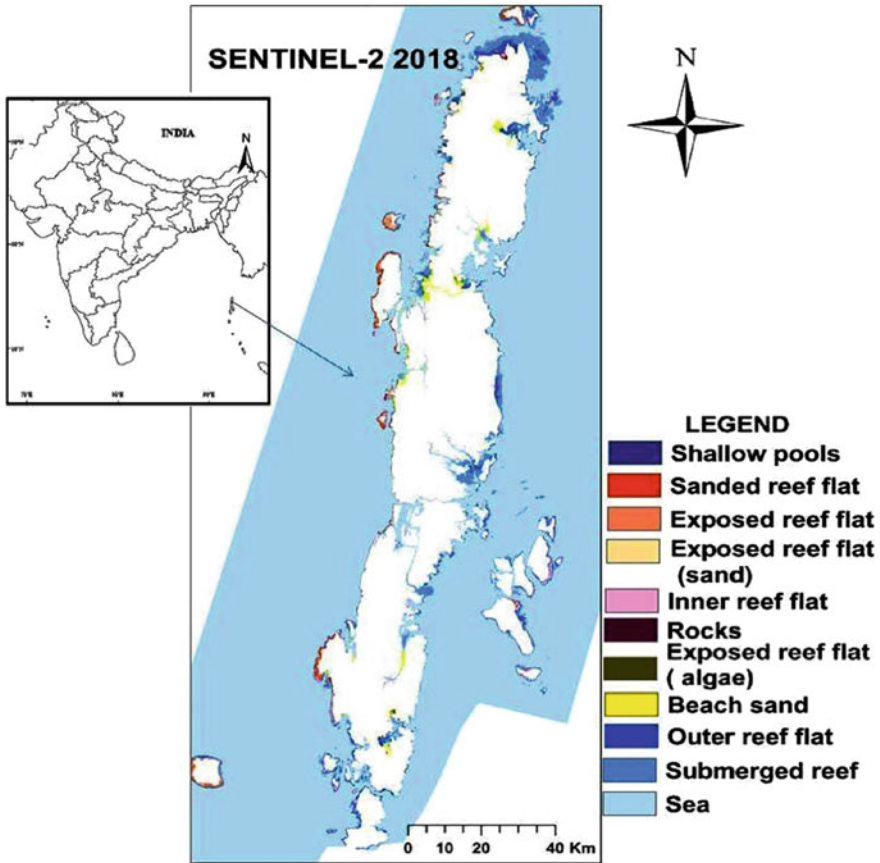 SENTINEL-2 2018
N
INDIA
N
LEGEND
Shallow pools
Sanded reef flat
Exposed reef flat
Exposed reef flat
(sand)
Inner reef flat
Rocks
Exposed reef flat
( algae)
Beach sand
Outer reef flat
Submerged reef
Sea
0 5 10 20 30 40 Km